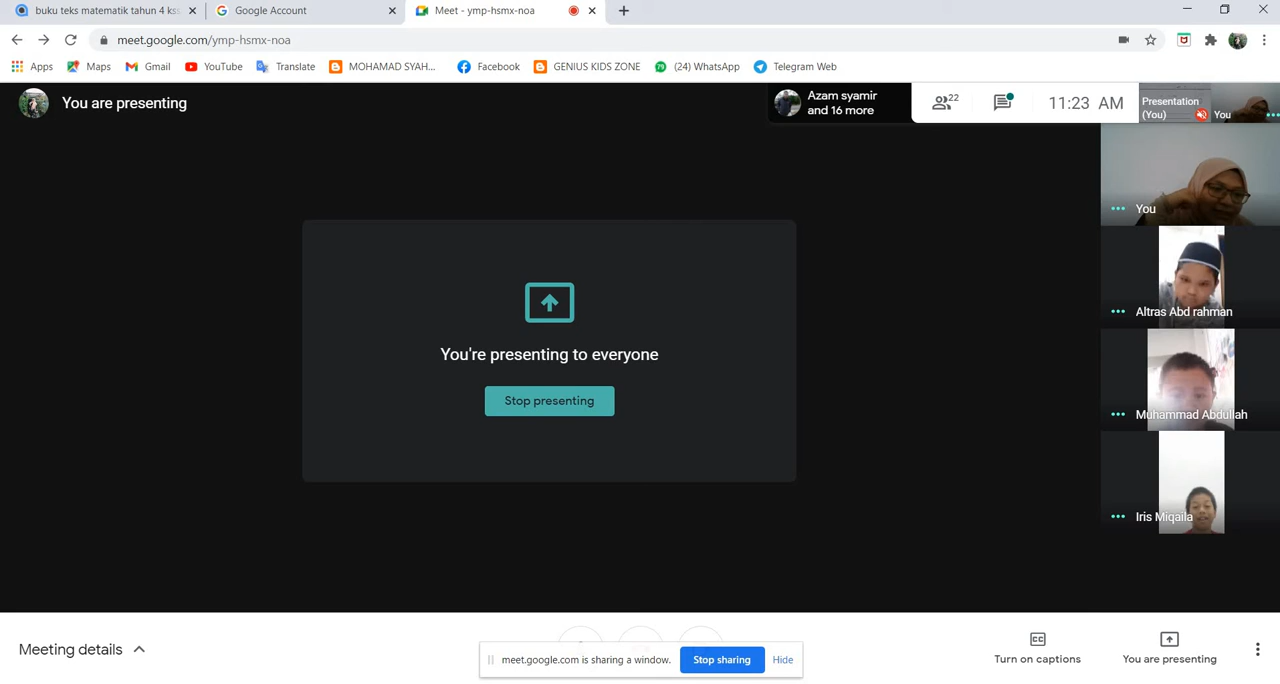 buku teks matematik tahun 4 kss
Google Account
Meet - ymp-hsmx-noa
meet.google.com/ymp-hsmx-noa
Apps
Maps
Gmail
YouTube
Translate
MOHAMAD SYAH...
Facebook
GENIUS KIDS ZONE
(24) WhatsApp
Telegram Web
You are presenting
Azam syamir
and 16 more
22
11:23 AM
Presentation
(You)
You
You
Altras Abd rahman
Muhammad Abdullah
Iris Miqaila
You're presenting to everyone
Stop presenting
Meeting details
meet.google.com is sharing a window.
Stop sharing
Hide
CC
Turn on captions
You are presenting